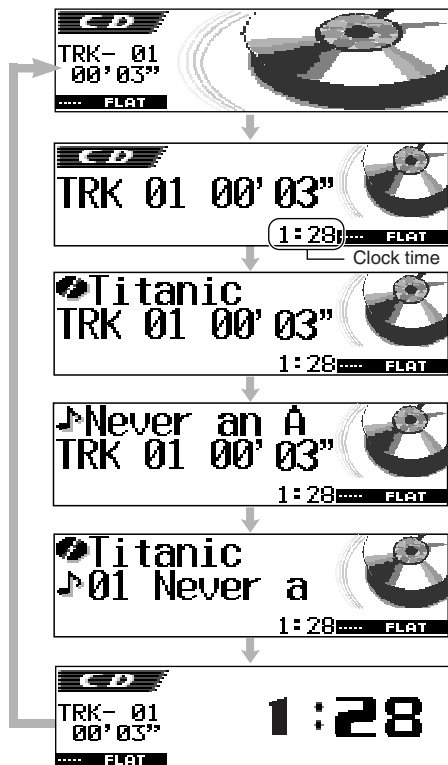 CD
TRK- 01
00'03"
----- FLAT
CD
TRK 01 00'03"
1:28 ---- FLAT
Clock time
Titanic
TRK 01 00'03"
1:28 ----- FLAT
♪Never an A
TRK 01 00'03"
1:28 ----- FLAT
Titanic
♪01 Never a
1:28 ----- FLAT
CD
TRK- 01
00'03"
1:28
----- FLAT